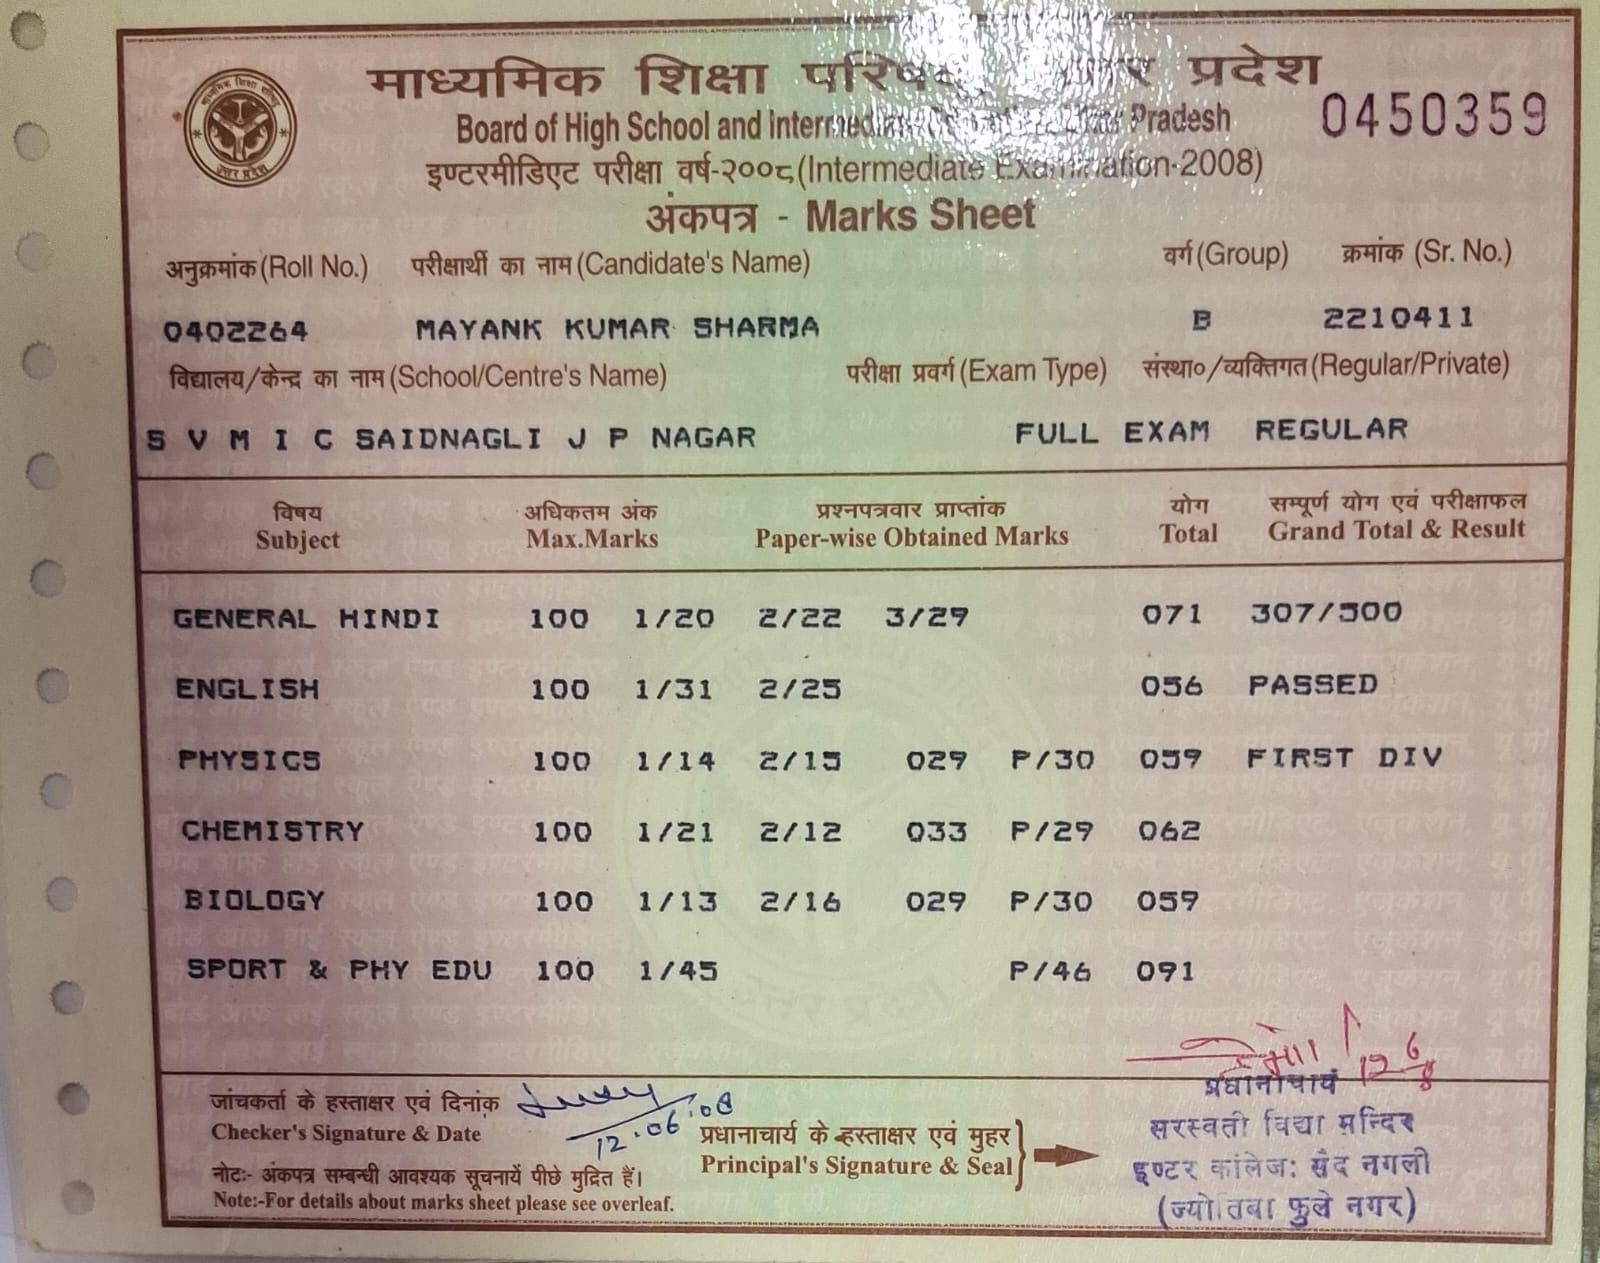 माध्यमिक शिक्षा प्रदेश
Board of High School and Pradesh
0450359
इण्टरमीडिएट परीक्षा वर्ष-२००८ (Intermediate Examination-2008)
अंकपत्र - Marks Sheet
अनुक्रमांक (Roll No.) परीक्षार्थी का नाम (Candidate's Name) वर्ग (Group) क्रमांक (Sr. No.)
0402264 MAYANK KUMAR SHARMA B 2210411
विद्यालय/केन्द्र का नाम (School/Centre's Name) परीक्षा प्रवर्ग (Exam Type) संस्था०/व्यक्तिगत (Regular/Private)
S V M I C SAIDNAGLI J P NAGAR FULL EXAM REGULAR
विषय अधिकतम अंक प्रश्नपत्रवार प्राप्तांक योग सम्पूर्ण योग एवं परीक्षाफल
Subject Max.Marks Paper-wise Obtained Marks Total Grand Total & Result
GENERAL HINDI 100 1/20 2/22 3/29 071 307/500
ENGLISH 100 1/31 2/25 056 PASSED
PHYSICS 100 1/14 2/15 029 P/30 059 FIRST DIV
CHEMISTRY 100 1/21 2/12 033 P/29 062
BIOLOGY 100 1/13 2/16 029 P/30 059
SPORT & PHY EDU 100 1/45 P/46 091
जांचकर्ता के हस्ताक्षर एवं दिनांक
Checker's Signature & Date
12.06.08
नोटः- अंकपत्र सम्बन्धी आवश्यक सूचनायें पीछे मुद्रित हैं।
Note:-For details about marks sheet please see overleaf.
प्रधानाचार्य के हस्ताक्षर एवं मुहर
Principal's Signature & Seal
12 6 8
प्रधानाचार्य
सरस्वती विद्या मन्दिर
इण्टर कालेज: सैद नगली
(ज्योतिबा फुले नगर)